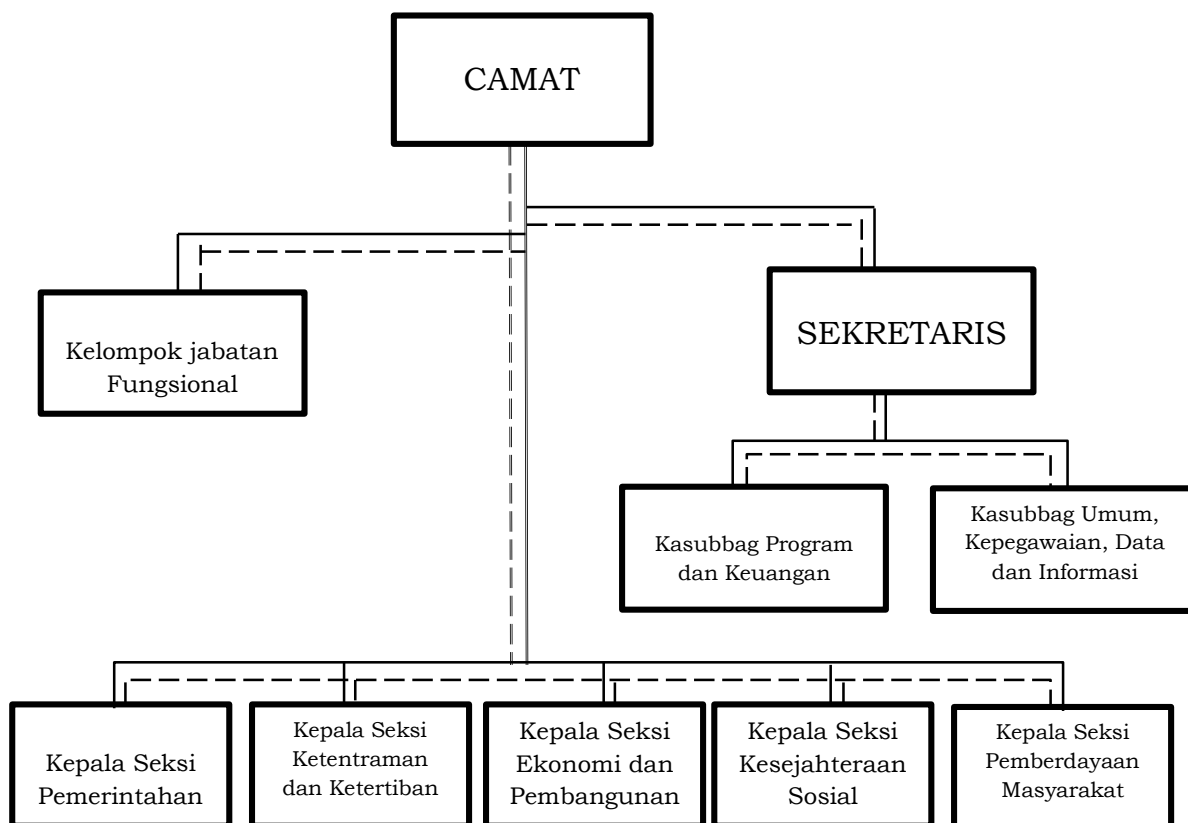 CAMAT
Kelompok jabatan
Fungsional
SEKRETARIS
Kasubbag Program
dan Keuangan
Kasubbag Umum,
Kepegawaian, Data
dan Informasi
Kepala Seksi
Pemerintahan
Kepala Seksi
Ketentraman
dan Ketertiban
Kepala Seksi
Ekonomi dan
Pembangunan
Kepala Seksi
Kesejahteraan
Sosial
Kepala Seksi
Pemberdayaan
Masyarakat